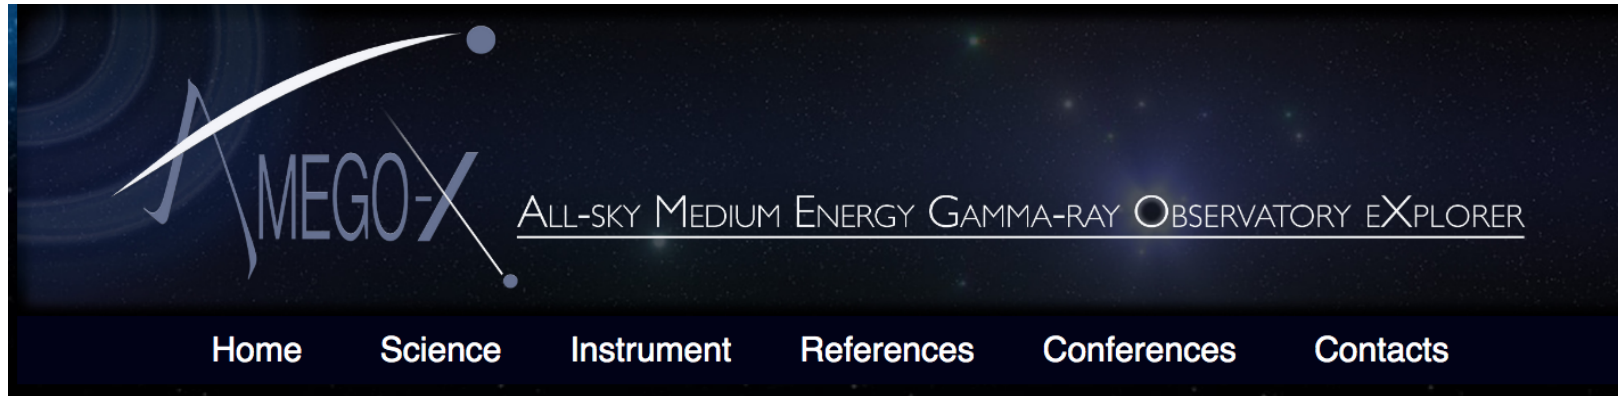 AMEGO-X
ALL-SKY MEDIUM ENERGY GAMMA-RAY OBSERVATORY EXPLORER
Home Science Instrument References Conferences Contacts